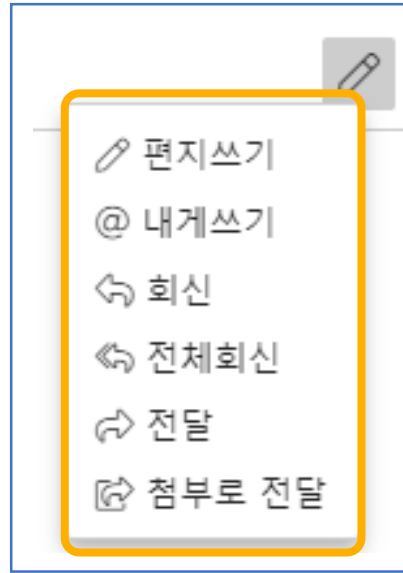 편지쓰기
@ 내게쓰기
회신
전체회신
전달
첨부로 전달